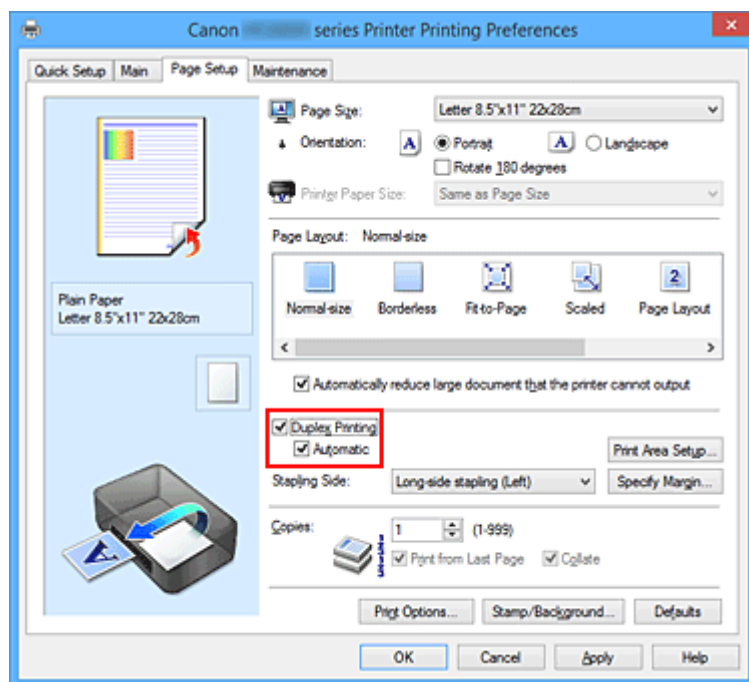 Canon series Printer Printing Preferences
Quick Setup Main Page Setup Maintenance
Page Size: Letter 8.5"x11" 22x28cm
Orientation: A Portrait A Landscape
Rotate 180 degrees
Printer Paper Size: Same as Page Size
Page Layout: Normal-size
Normal-size Borderless Fit-to-Page Scaled 2 Page Layout
Plain Paper
Letter 8.5"x11" 22x28cm
Automatically reduce large document that the printer cannot output
Duplex Printing
Automatic
Print Area Setup...
Stapling Side: Long-side stapling (Left) Specify Margin...
Copies: 1 (1-999)
Print from Last Page Collate
A
Print Options... Stamp/Background... Defaults
OK Cancel Apply Help